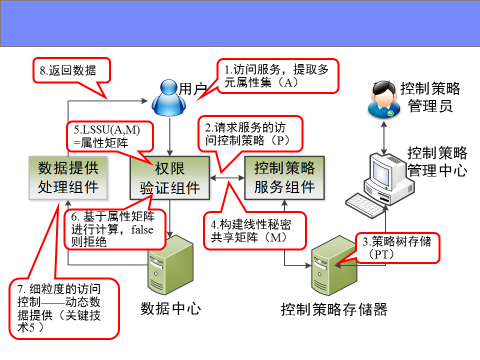 8.返回数据
用户
1.访问服务，提取多
元属性集（A）
控制策略
管理员
5.LSSU(A,M)
=属性矩阵
2.请求服务的访
问控制策略（P）
数据提供
处理组件
权限
验证组件
控制策略
服务组件
控制策略
管理中心
6. 基于属性矩阵
进行计算，false
则拒绝
4.构建线性秘密
共享矩阵（M）
3.策略树存储
（PT）
7. 细粒度的访问
控制——动态数
据提供（关键技
术5 ）
数据中心
控制策略存储器